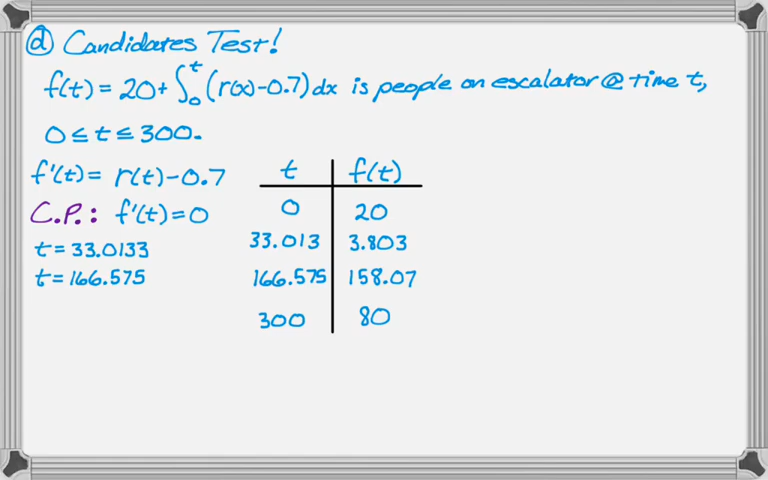 d Candidates Test!
f(t) = 20 + ∫₀ᵗ (r(x) - 0.7) dx is people on escalator @ time t,
0 ≤ t ≤ 300.
f'(t) = r(t) - 0.7
C.P.: f'(t) = 0
t = 33.0133
t = 166.575
t f(t)
0 20
33.013 3.803
166.575 158.07
300 80